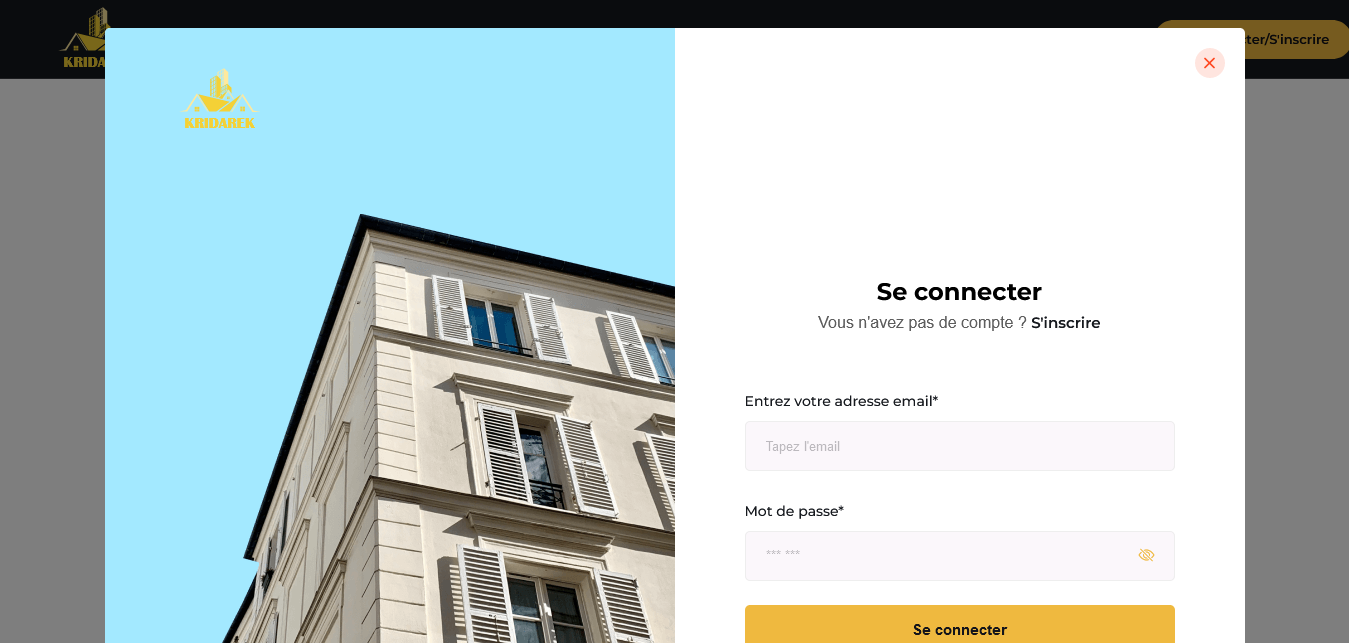 KRIDAREK
ter/S'inscrire
KRIDAREK
Se connecter
Vous n'avez pas de compte ? S'inscrire
Entrez votre adresse email*
Tapez l'email
Mot de passe*
*** ***
Se connecter